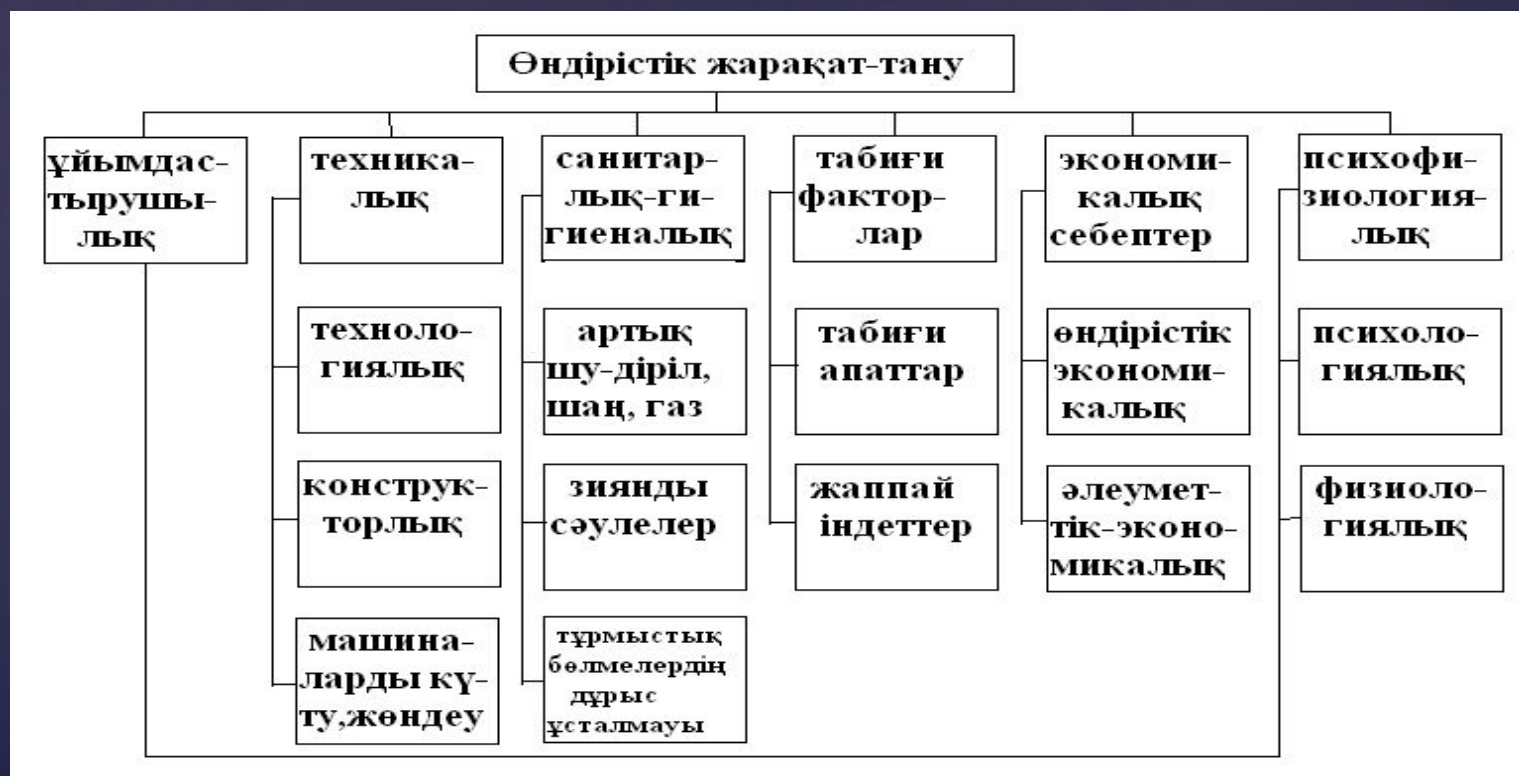 Өндірістік жарақат-тану
ұйымдас-
тырушы-
лық
техника-
лық
санитар-
лық-ги-
гиеналық
табиғи
фактор-
лар
экономи-
калық
себептер
психофи-
зиология-
лық
техноло-
гиялық
артық
шу-діріл,
шаң, газ
табиғи
апаттар
өндірістік
экономи-
калық
психоло-
гиялық
конструк-
торлық
зиянды
сәулелер
жаппай
індеттер
әлеумет-
тік-эконо-
микалық
физиоло-
гиялық
машина-
ларды кү-
ту,жөндеу
тұрмыстық
бөлмелердің
дұрыс
ұсталмауы